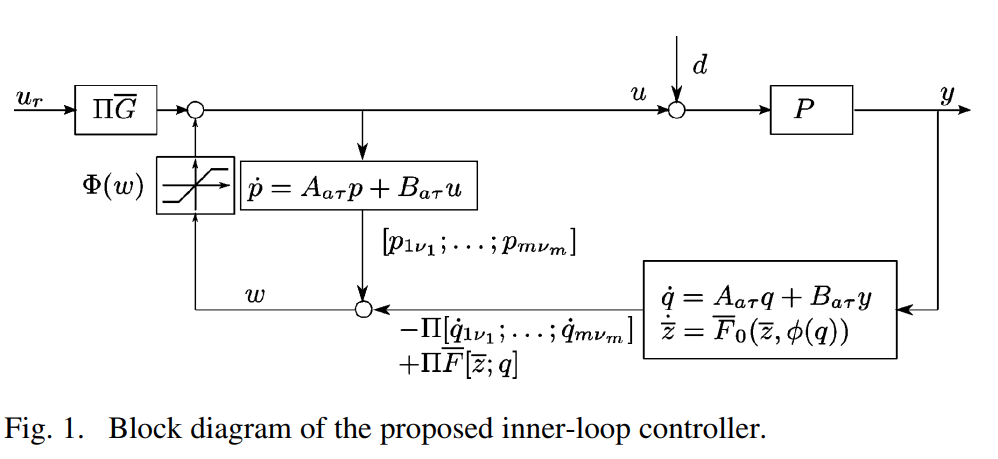 d
u_r
ΠG̅
u
P
y
Φ(w)
ṗ = A_{aτ}p + B_{aτ}u
[p_{1ν_1}; . . . ; p_{mν_m}]
w
q̇ = A_{aτ}q + B_{aτ}y
ż̅ = F̅_0(z̅, ϕ(q))
−Π[q̇_{1ν_1}; . . . ; q̇_{mν_m}]
+ΠF̅[z̅; q]
Fig. 1. Block diagram of the proposed inner-loop controller.